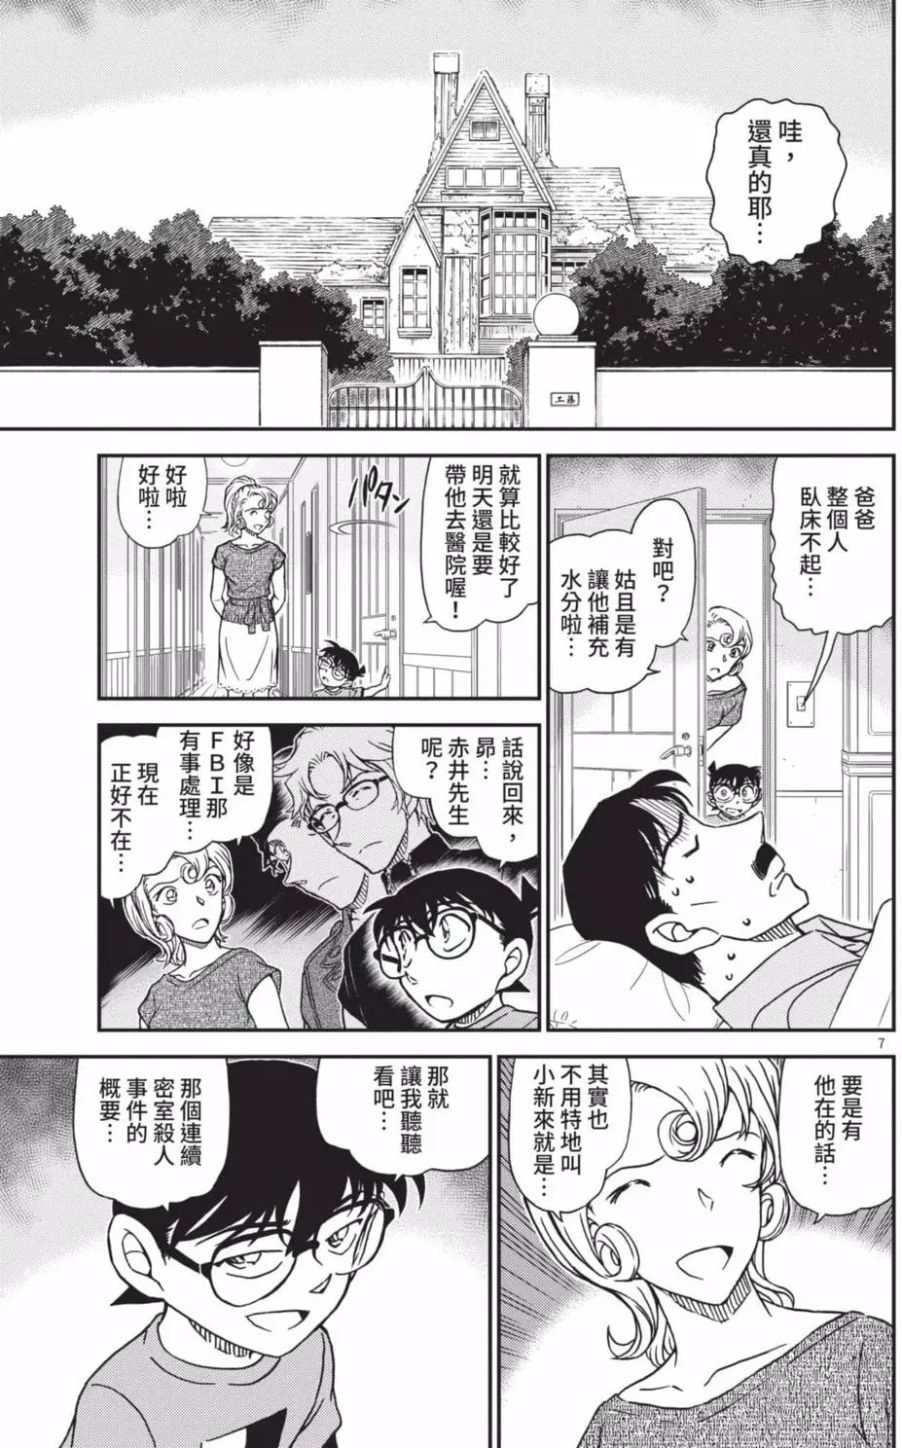 哇，
還真的耶…
工藤
爸爸
整個人
臥床不起…
對吧？
姑且是有
讓他補充
水分啦…
就算比較好了
明天還是要
帶他去醫院喔！
パタン
好啦
好啦…
話說回來，
昴…
赤井先生
呢？
好像是
FBI那
有事處理…
現在
正好不在…
7
要是有
他在的話…
其實也
不用特地叫
小新來就是…
那就
讓我聽聽
看吧…
那個連續
密室殺人
事件的
概要…